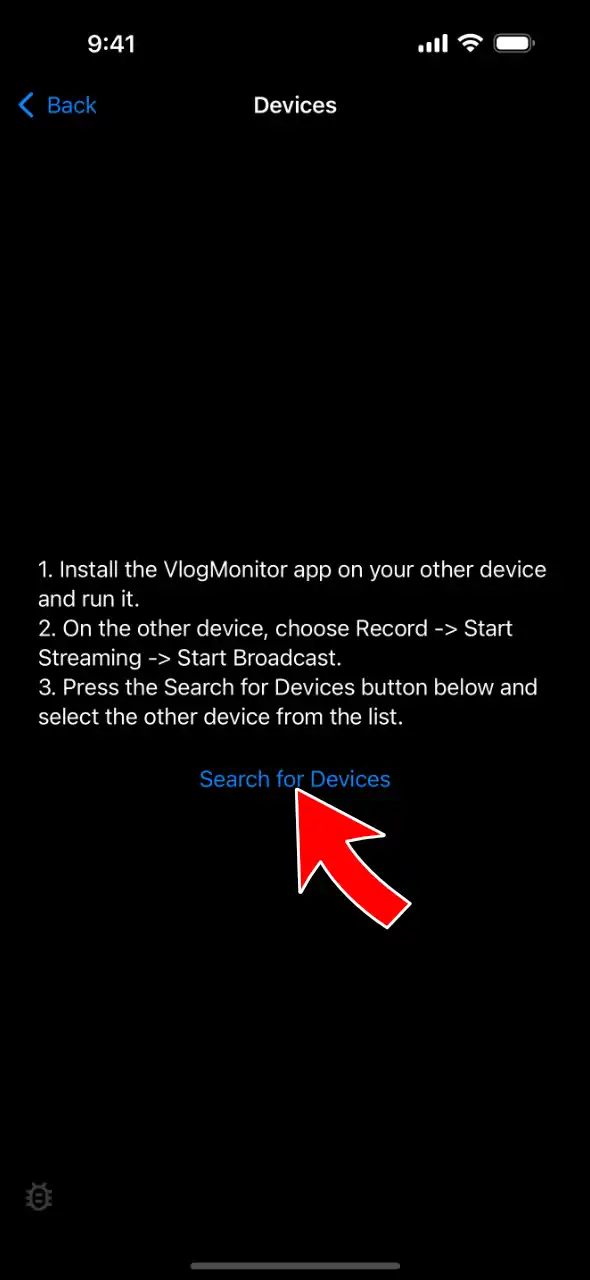 9:41
Back
Devices
1. Install the VlogMonitor app on your other device
and run it.
2. On the other device, choose Record -> Start
Streaming -> Start Broadcast.
3. Press the Search for Devices button below and
select the other device from the list.
Search for Devices